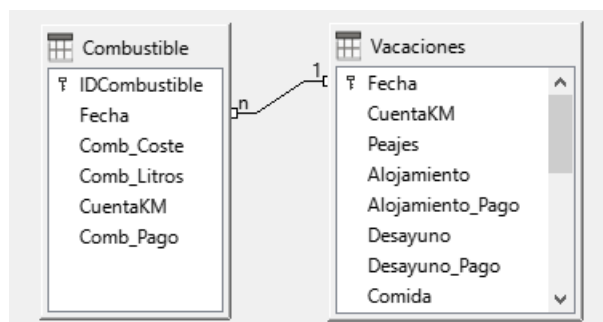 Combustible
IDCombustible
Fecha
Comb_Coste
Comb_Litros
CuentaKM
Comb_Pago
n
1
Vacaciones
Fecha
CuentaKM
Peajes
Alojamiento
Alojamiento_Pago
Desayuno
Desayuno_Pago
Comida